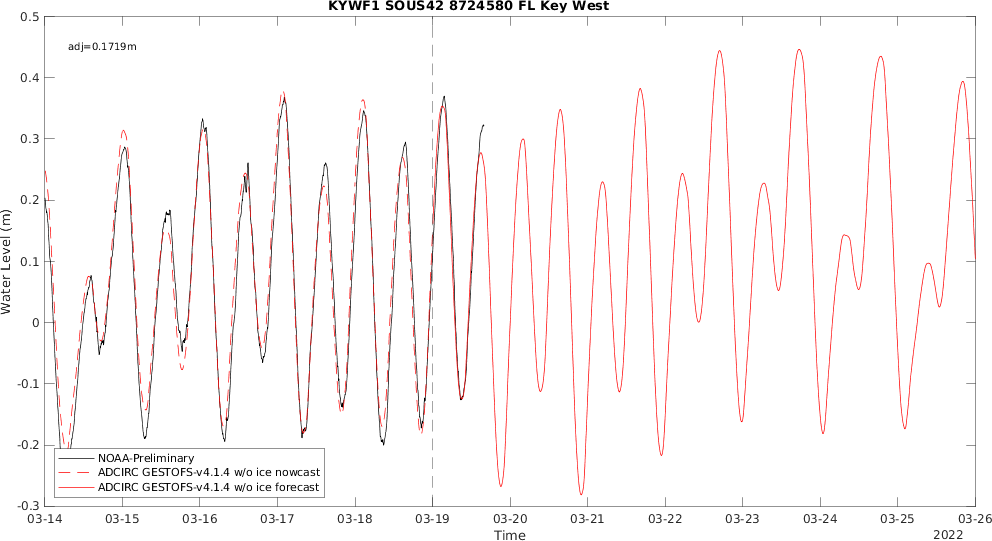 KYWF1 SOUS42 8724580 FL Key West
adj=0.1719m
0.5
0.4
0.3
0.2
0.1
0
-0.1
-0.2
-0.3
Water Level (m)
NOAA-Preliminary
ADCIRC GESTOFS-v4.1.4 w/o ice nowcast
ADCIRC GESTOFS-v4.1.4 w/o ice forecast
03-14 03-15 03-16 03-17 03-18 03-19 03-20 03-21 03-22 03-23 03-24 03-25 03-26
Time
2022